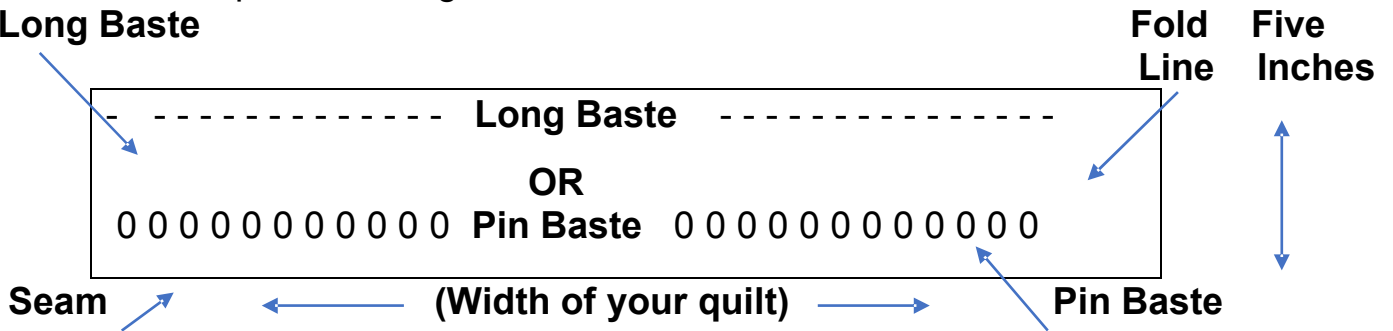 Long Baste
Fold Five
Line Inches
- - - - - - - - - - - - - - Long Baste - - - - - - - - - - - - - - -
OR
0 0 0 0 0 0 0 0 0 0 0 Pin Baste 0 0 0 0 0 0 0 0 0 0 0 0
Seam (Width of your quilt) Pin Baste